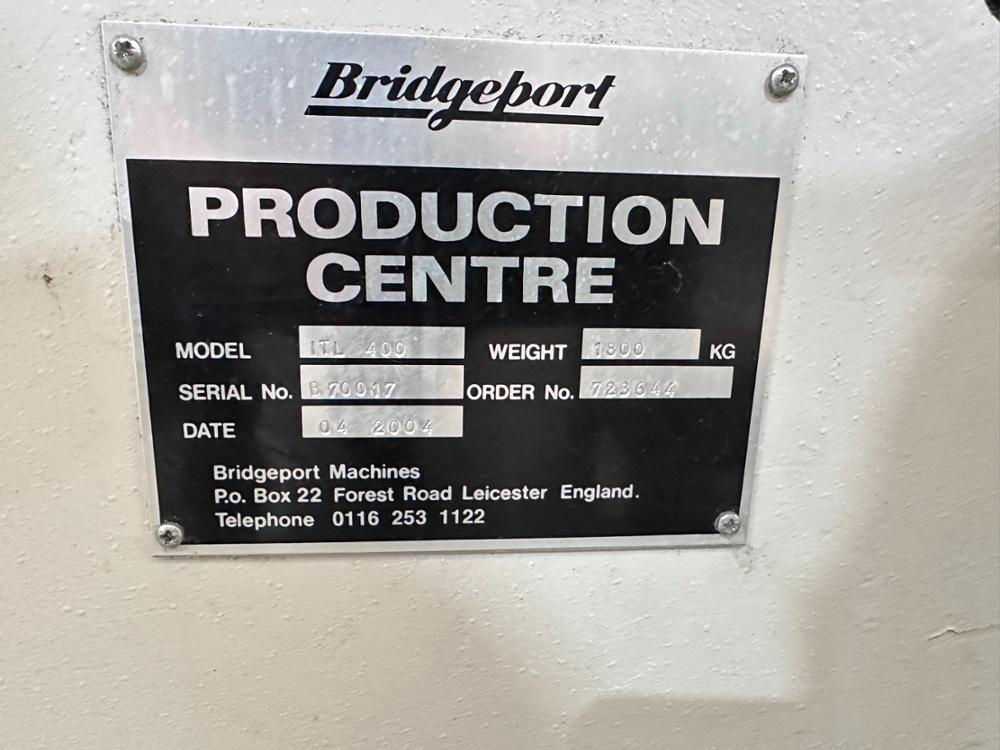 Bridgeport
PRODUCTION
CENTRE
MODEL ITL 400 WEIGHT 1800 KG
SERIAL No. B70017 ORDER No. 723644
DATE 04 2004
Bridgeport Machines
P.o. Box 22 Forest Road Leicester England.
Telephone 0116 253 1122